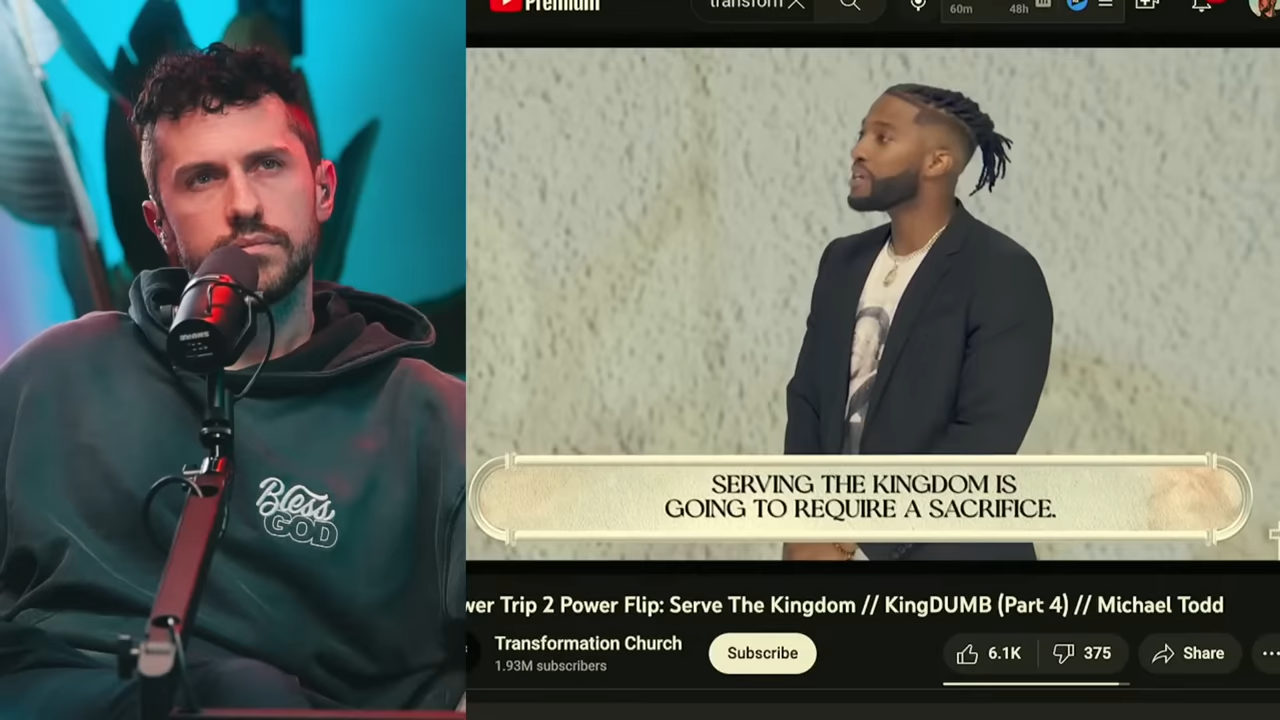 Premium
transform
60m
48h
Bless
GOD
SERVING THE KINGDOM IS
GOING TO REQUIRE A SACRIFICE.
wer Trip 2 Power Flip: Serve The Kingdom // KingDUMB (Part 4) // Michael Todd
Transformation Church
1.93M subscribers
Subscribe
6.1K
375
Share